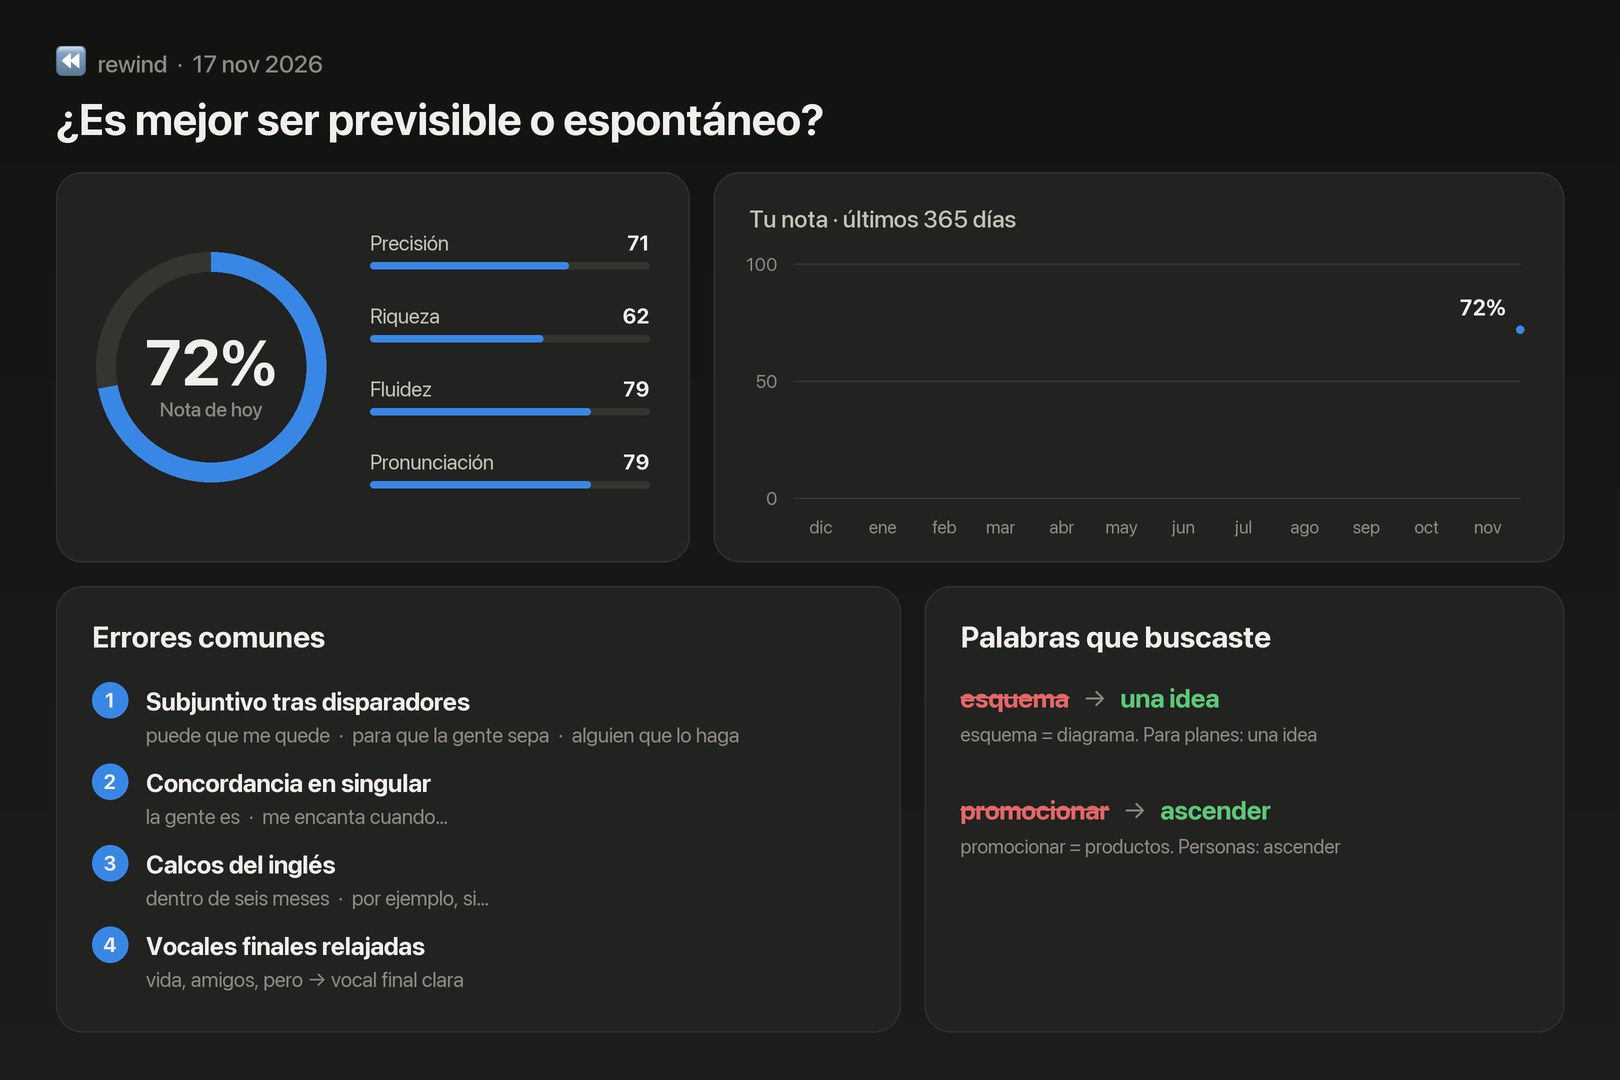 ⏪ rewind · 17 nov 2026
¿Es mejor ser previsible o espontáneo?
72%
Nota de hoy
Precisión 71
Riqueza 62
Fluidez 79
Pronunciación 79
Tu nota · últimos 365 días
100
72%
50
0
dic ene feb mar abr may jun jul ago sep oct nov
Errores comunes
1 Subjuntivo tras disparadores
puede que me quede · para que la gente sepa · alguien que lo haga
2 Concordancia en singular
la gente es · me encanta cuando…
3 Calcos del inglés
dentro de seis meses · por ejemplo, si…
4 Vocales finales relajadas
vida, amigos, pero → vocal final clara
Palabras que buscaste
esquema → una idea
esquema = diagrama. Para planes: una idea
promocionar → ascender
promocionar = productos. Personas: ascender